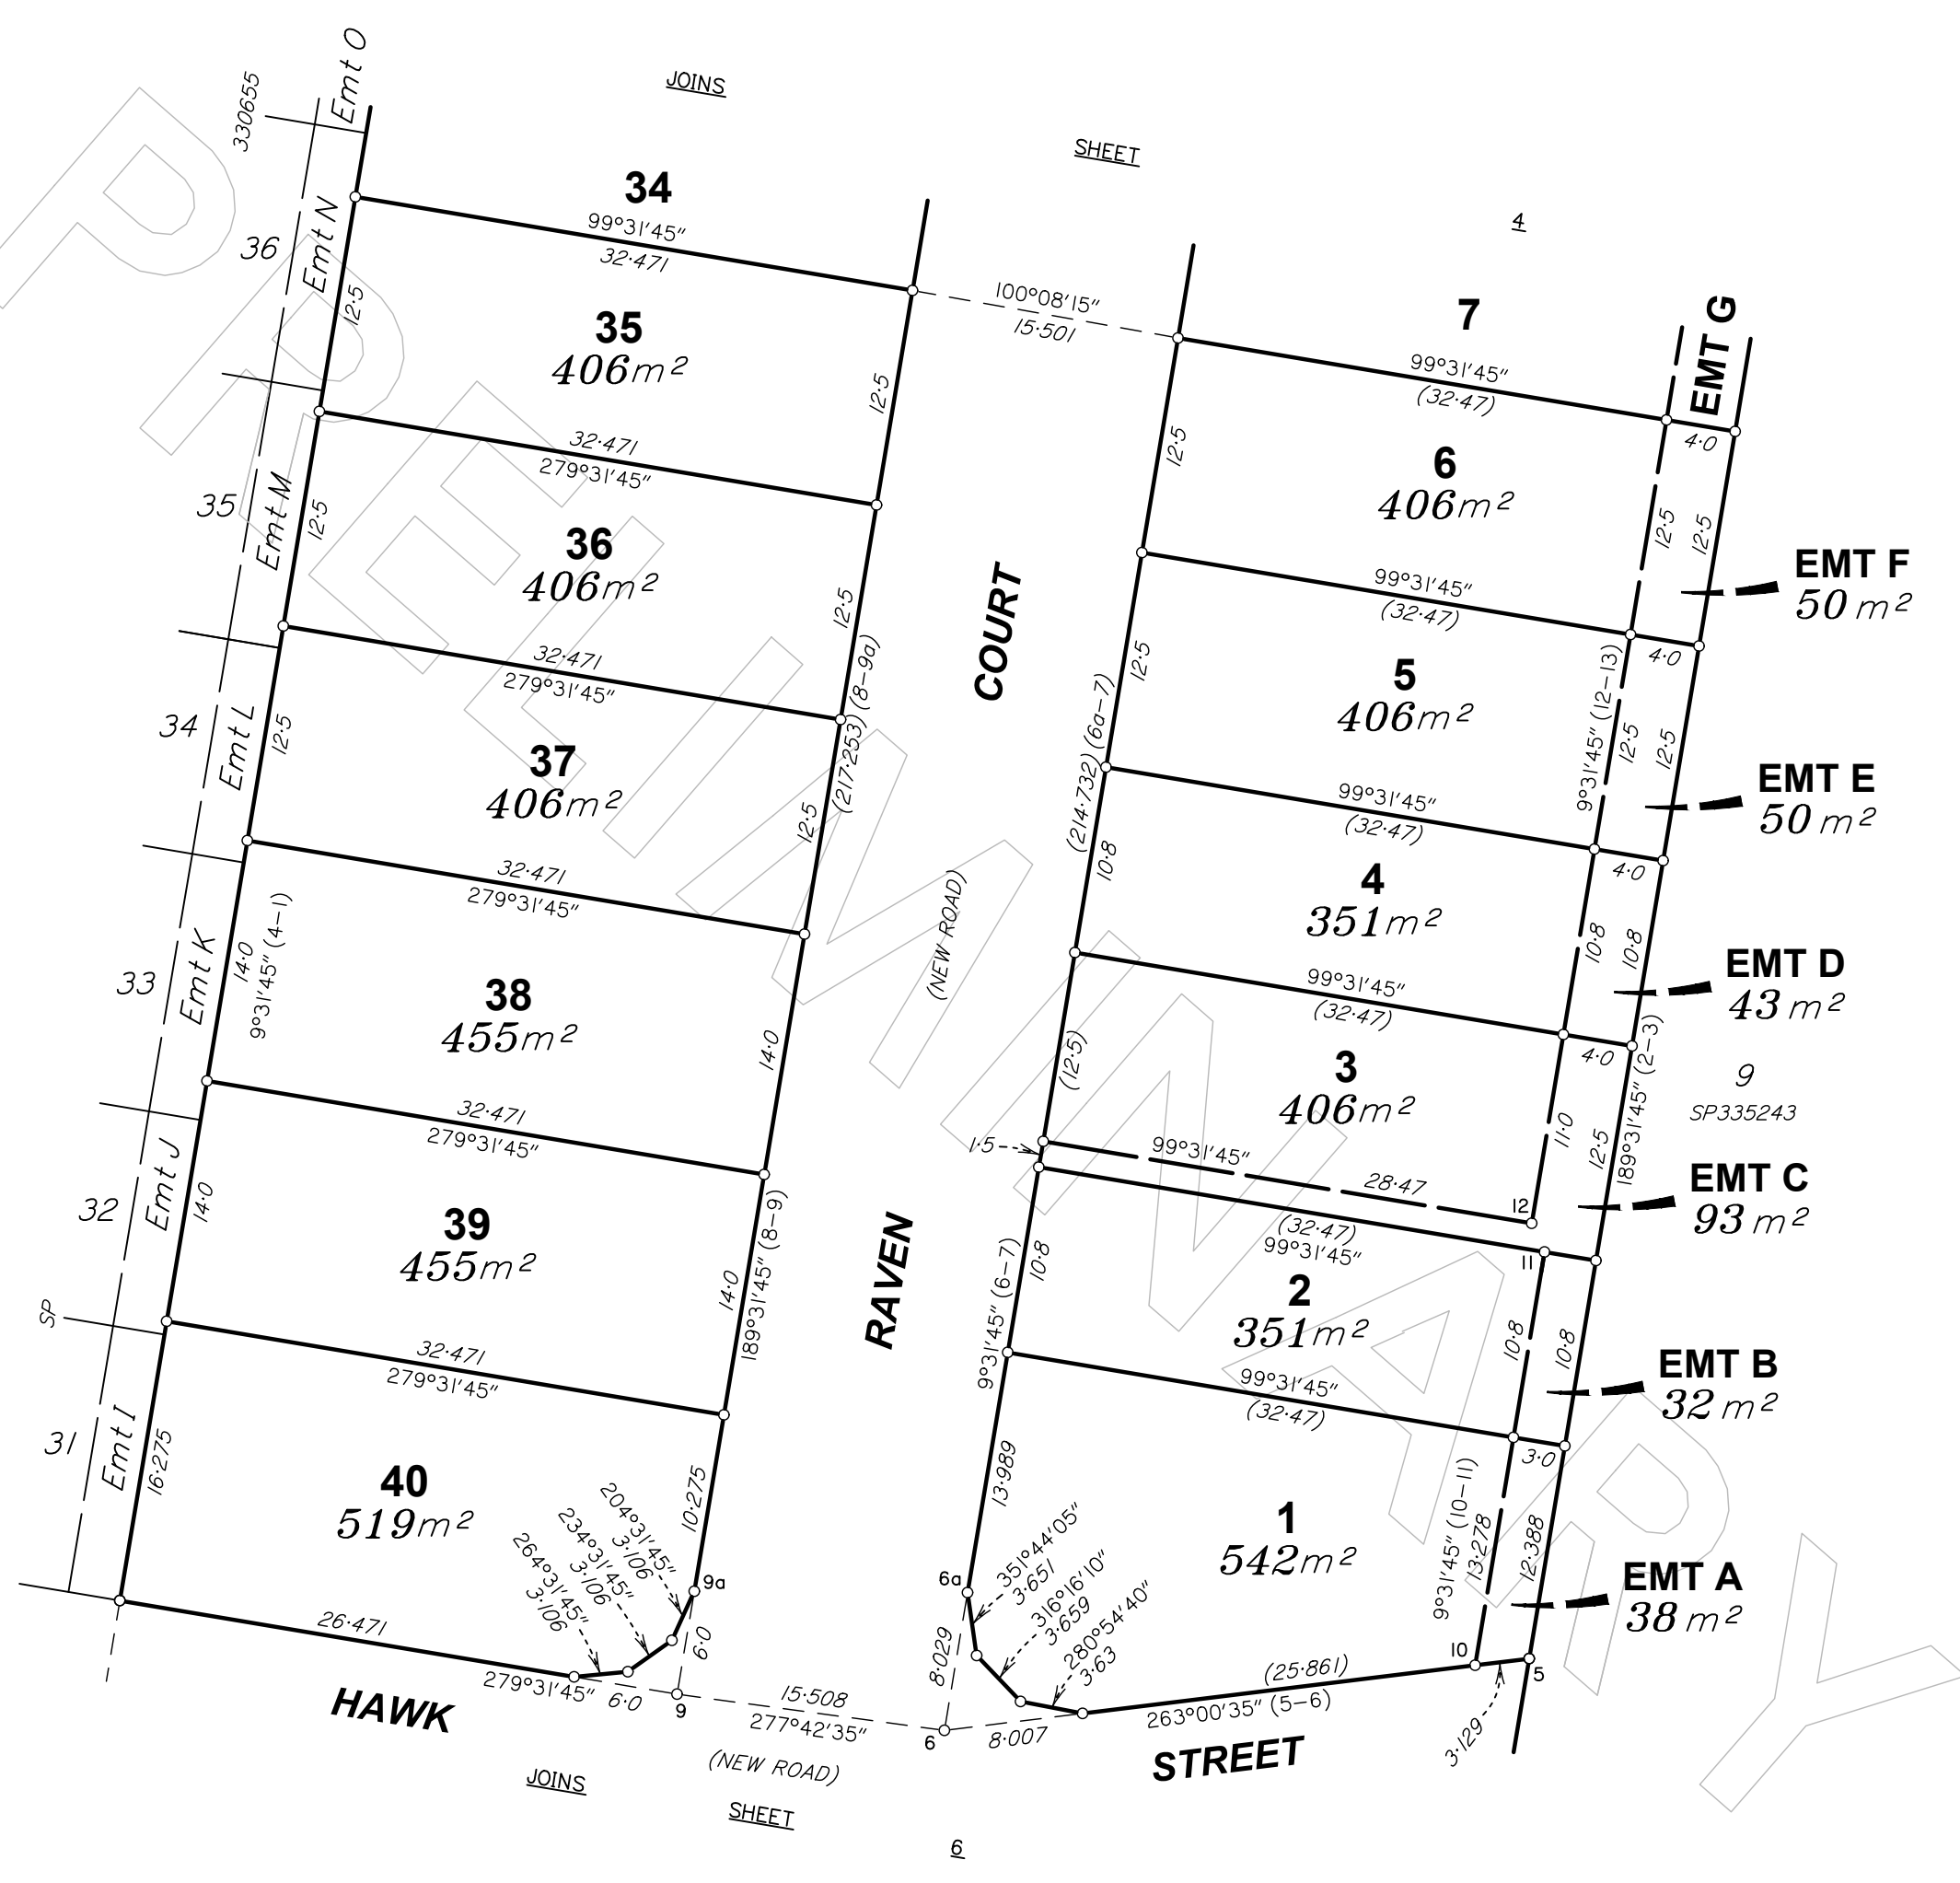 PRELIMINARY
JOINS
SHEET
4
Emt O
330655
36
Emt N
12·5
34
99°31'45"
32·471
35
406m²
12·5
100°08'15"
15·501
7
99°31'45"
(32·47)
EMT G
4·0
12·5
6
406m²
12·5
12·5
EMT F
50 m²
35
Emt M
12·5
32·471
279°31'45"
36
406m²
12·5
COURT
99°31'45"
(32·47)
4·0
12·5
5
406m²
9°31'45" (12-13)
12·5
12·5
EMT E
50 m²
34
Emt L
12·5
32·471
279°31'45"
37
406m²
12·5
(217·253) (8-9a)
(214·732) (6a-7)
99°31'45"
(32·47)
4·0
10·8
4
351m²
10·8
10·8
EMT D
43 m²
33
Emt K
14·0
9°31'45" (4-1)
32·471
279°31'45"
38
455m²
14·0
(NEW ROAD)
99°31'45"
(32·47)
4·0
(12·5)
3
406m²
11·0
12·5
189°31'45" (2-3)
9
SP335243
EMT C
93 m²
1·5
99°31'45"
28·47
12
32
Emt J
14·0
32·471
279°31'45"
39
455m²
14·0
189°31'45" (8-9)
RAVEN
(32·47)
99°31'45"
11
9°31'45" (6-7)
10·8
2
351m²
10·8
10·8
EMT B
32 m²
SP
31
Emt I
16·275
32·471
279°31'45"
40
519m²
10·275
204°31'45"
3·106
234°31'45"
3·106
264°31'45"
3·106
9a
6·0
99°31'45"
(32·47)
3·0
13·989
1
542m²
9°31'45" (10-11)
13·278
12·388
EMT A
38 m²
6a
351°44'05"
3·651
316°16'10"
3·659
280°54'40"
3·63
8·029
26·471
279°31'45"
6·0
9
15·508
277°42'35"
6
8·007
(25·861)
263°00'35" (5-6)
10
5
3·129
HAWK
STREET
(NEW ROAD)
JOINS
SHEET
6